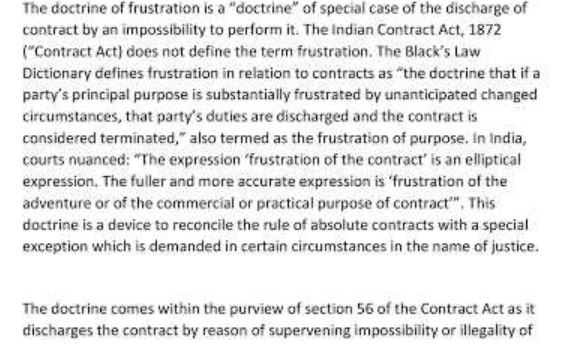 The doctrine of frustration is a “doctrine” of special case of the discharge of
contract by an impossibility to perform it. The Indian Contract Act, 1872
(“Contract Act) does not define the term frustration. The Black’s Law
Dictionary defines frustration in relation to contracts as “the doctrine that if a
party’s principal purpose is substantially frustrated by unanticipated changed
circumstances, that party’s duties are discharged and the contract is
considered terminated,” also termed as the frustration of purpose. In India,
courts nuanced: “The expression ‘frustration of the contract’ is an elliptical
expression. The fuller and more accurate expression is ‘frustration of the
adventure or of the commercial or practical purpose of contract’”. This
doctrine is a device to reconcile the rule of absolute contracts with a special
exception which is demanded in certain circumstances in the name of justice.
The doctrine comes within the purview of section 56 of the Contract Act as it
discharges the contract by reason of supervening impossibility or illegality of